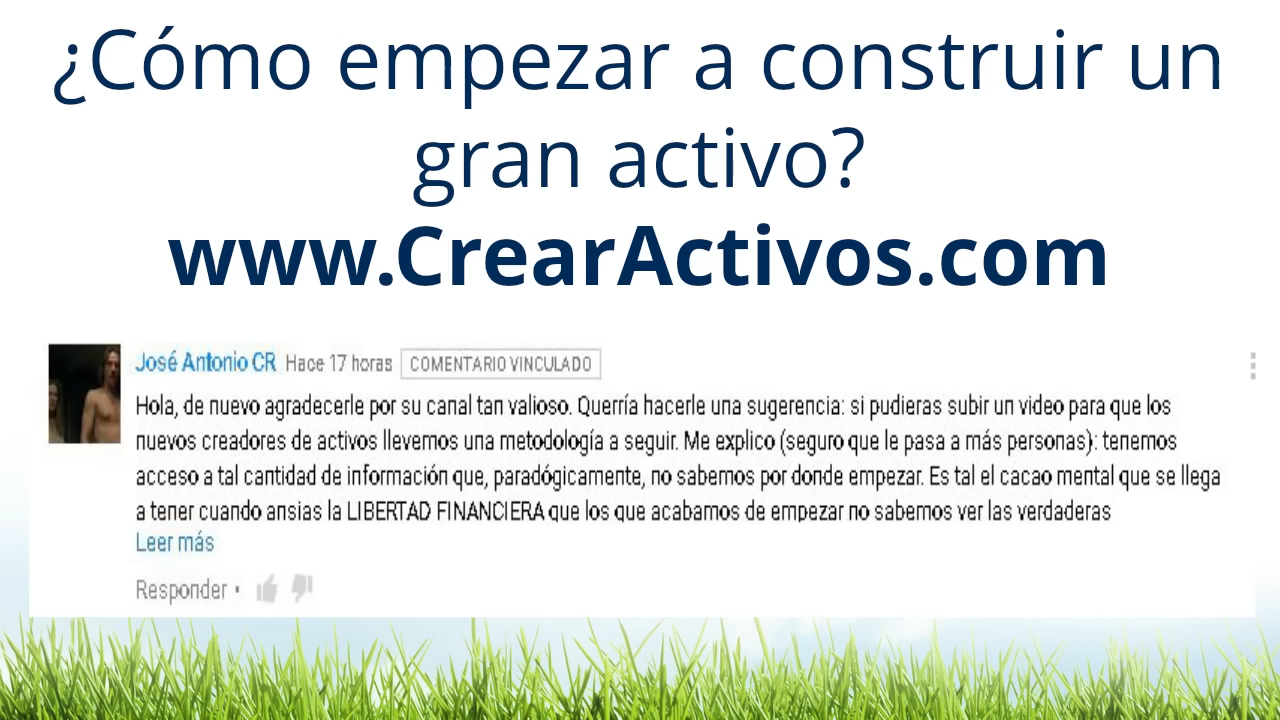 ¿Cómo empezar a construir un
gran activo?
www.CrearActivos.com
José Antonio CR Hace 17 horas COMENTARIO VINCULADO
Hola, de nuevo agradecerle por su canal tan valioso. Querría hacerle una sugerencia: si pudieras subir un video para que los
nuevos creadores de activos llevemos una metodología a seguir. Me explico (seguro que le pasa a más personas): tenemos
acceso a tal cantidad de información que, paradógicamente, no sabemos por donde empezar. Es tal el cacao mental que se llega
a tener cuando ansias la LIBERTAD FINANCIERA que los que acabamos de empezar no sabemos ver las verdaderas
Leer más
Responder •